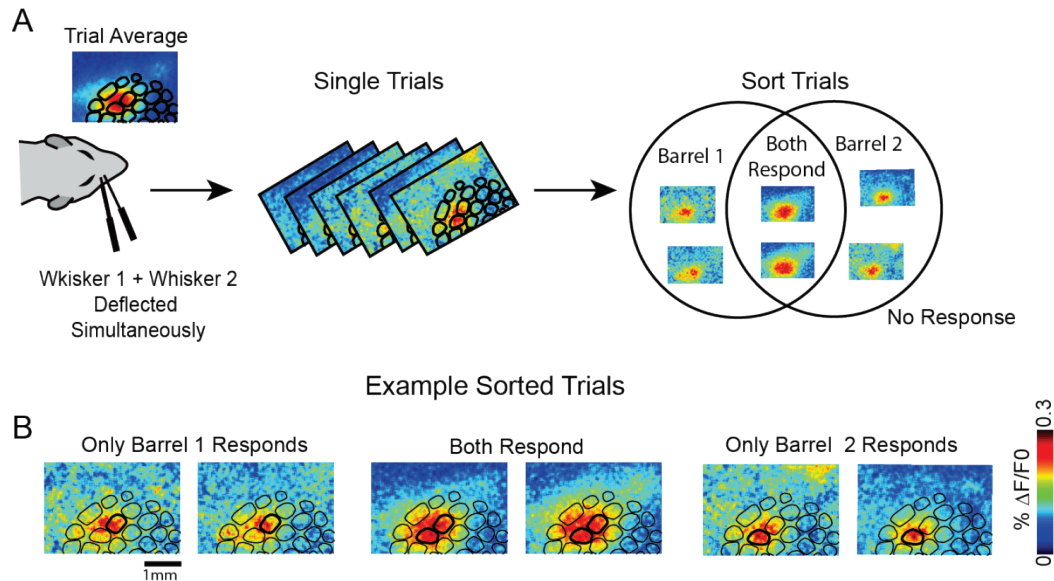 A
Trial Average
Single Trials
Sort Trials
Barrel 1
Both
Respond
Barrel 2
Wkisker 1 + Whisker 2
Deflected
Simultaneously
No Response
Example Sorted Trials
B
Only Barrel 1 Responds
Both Respond
Only Barrel 2 Responds
1mm
% ΔF/F0
0
0.3